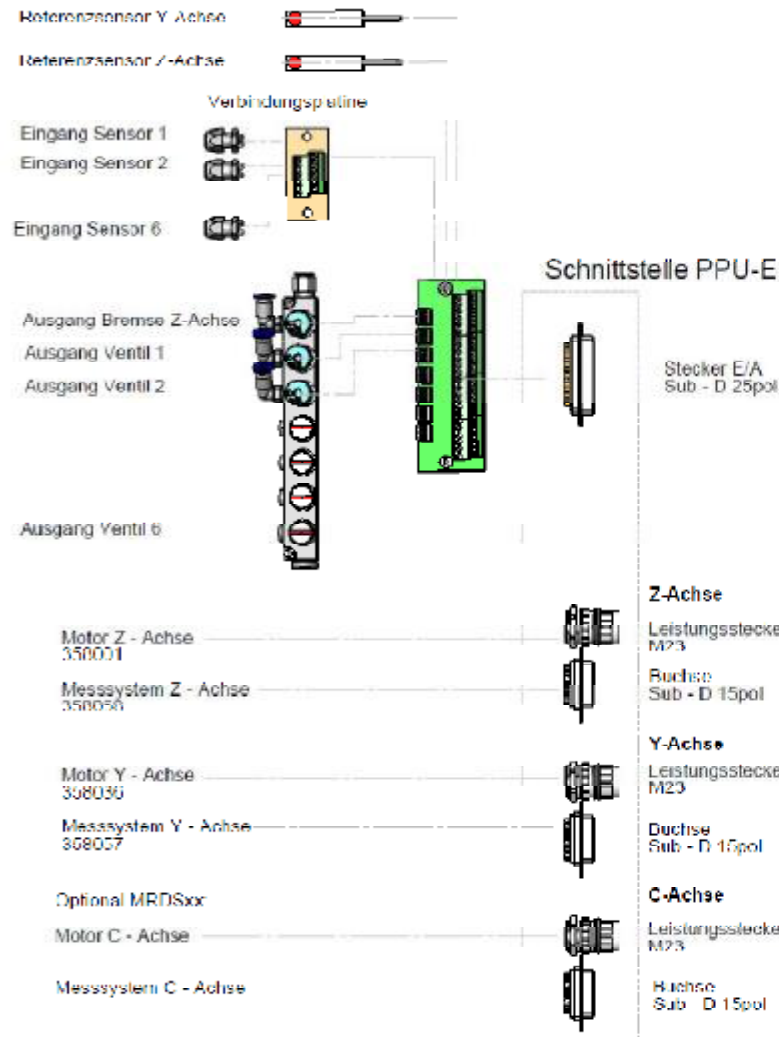 Referenzsensor Y-Achse
Referenzsensor Z-Achse
Verbindungsplatine
Eingang Sensor 1
Eingang Sensor 2
Eingang Sensor 6
Schnittstelle PPU-E
Ausgang Bremse Z-Achse
Ausgang Ventil 1
Ausgang Ventil 2
Stecker E/A
Sub - D 25pol
Ausgang Ventil 6
Z-Achse
Motor Z - Achse
Leistungsstecke
M23
Messsystem Z - Achse
Buchse
Sub - D 15pol
Y-Achse
Motor Y - Achse
358036
Leistungsstecke
M23
Messsystem Y - Achse
358057
Buchse
Sub - D 15pol
Optional MRDSxx
C-Achse
Motor C - Achse
Leistungsstecke
M23
Messsystem C - Achse
Buchse
Sub - D 15pol